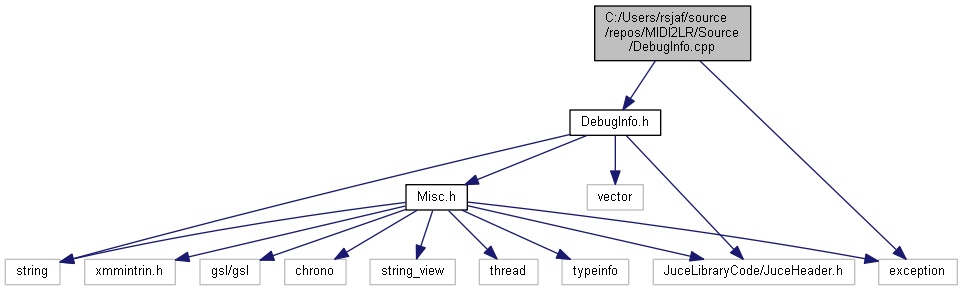 C:/Users/rsjaf/source
/repos/MIDI2LR/Source
/DebugInfo.cpp
DebugInfo.h
vector
Misc.h
string
xmmintrin.h
gsl/gsl
chrono
string_view
thread
typeinfo
JuceLibraryCode/JuceHeader.h
exception